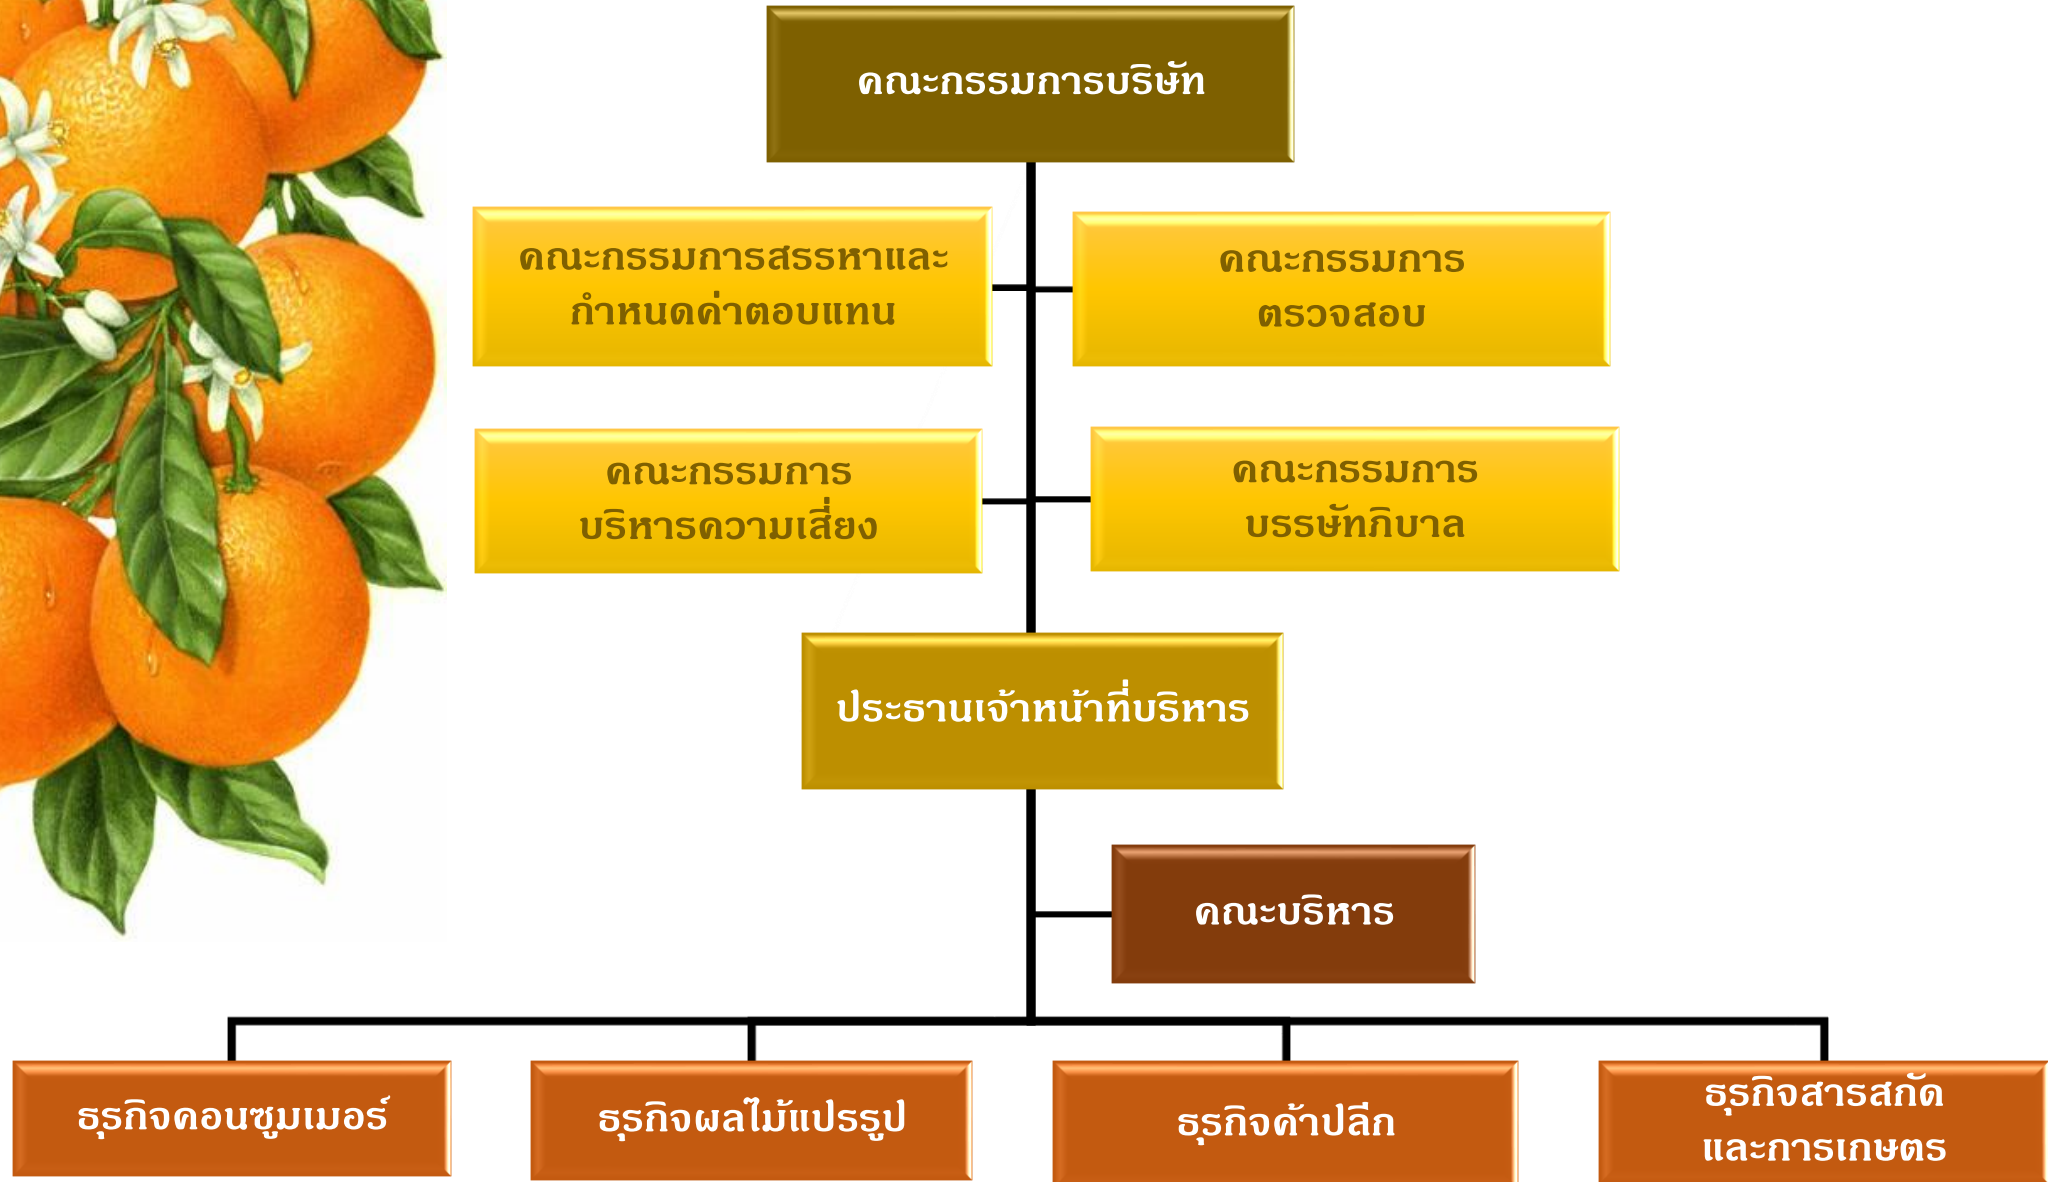 คณะกรรมการบริษัท
คณะกรรมการสรรหาและ
กำหนดค่าตอบแทน
คณะกรรมการ
ตรวจสอบ
คณะกรรมการ
บริหารความเสี่ยง
คณะกรรมการ
บรรษัทภิบาล
ประธานเจ้าหน้าที่บริหาร
คณะบริหาร
ธุรกิจคอนซูมเมอร์
ธุรกิจผลไม้แปรรูป
ธุรกิจค้าปลีก
ธุรกิจสารสกัด
และการเกษตร